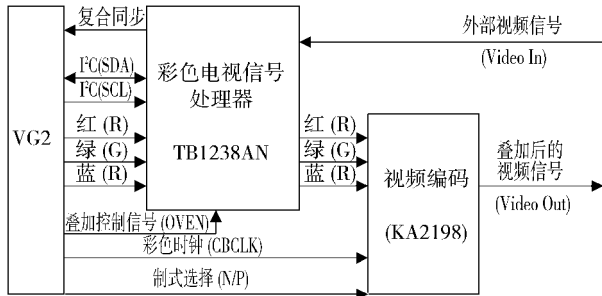 复合同步
外部视频信号
(Video In)
I²C(SDA)
I²C(SCL)
彩色电视信号
处理器
TB1238AN
VG2
红 (R)
绿 (G)
蓝 (R)
红 (R)
绿 (G)
蓝 (R)
视频编码
(KA2198)
叠加后的
视频信号
(Video Out)
叠加控制信号 (OVEN)
彩色时钟 (CBCLK)
制式选择 (N/P)